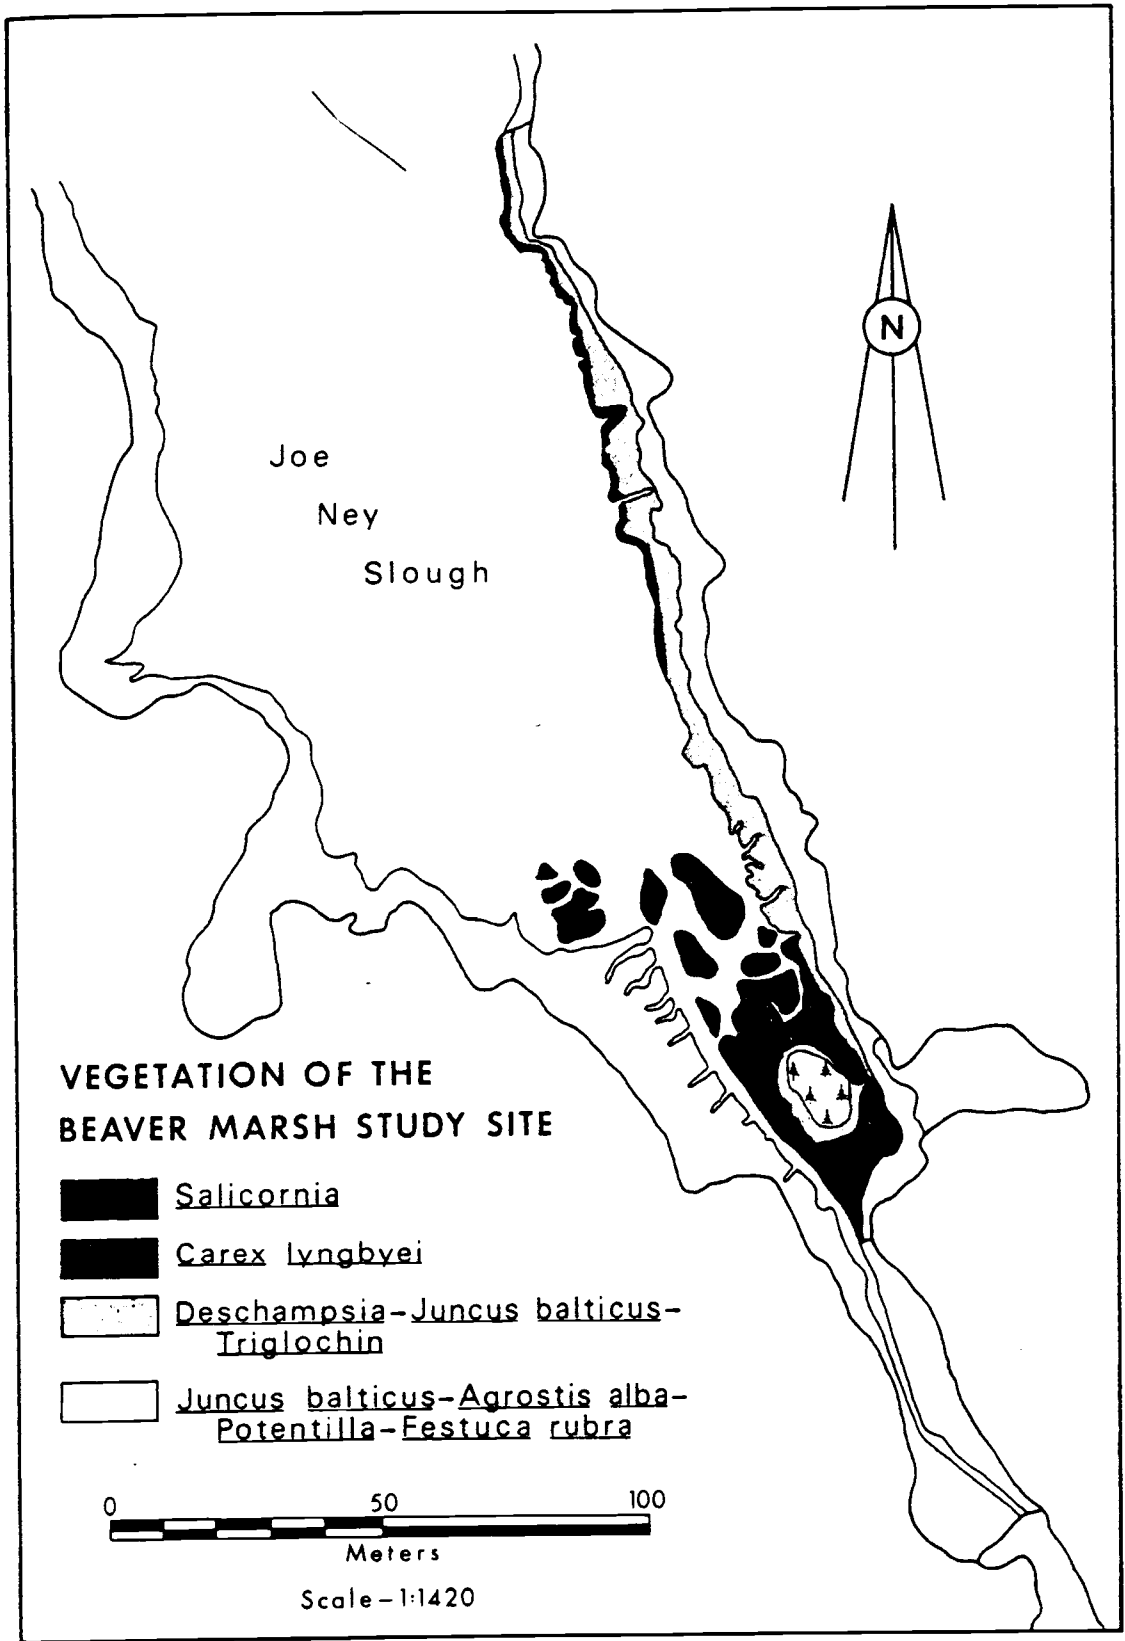 N
Joe
Ney
Slough
VEGETATION OF THE
BEAVER MARSH STUDY SITE
Salicornia
Carex lyngbyei
Deschampsia-Juncus balticus-
Triglochin
Juncus balticus-Agrostis alba-
Potentilla-Festuca rubra
0 50 100
Meters
Scale-1:1420